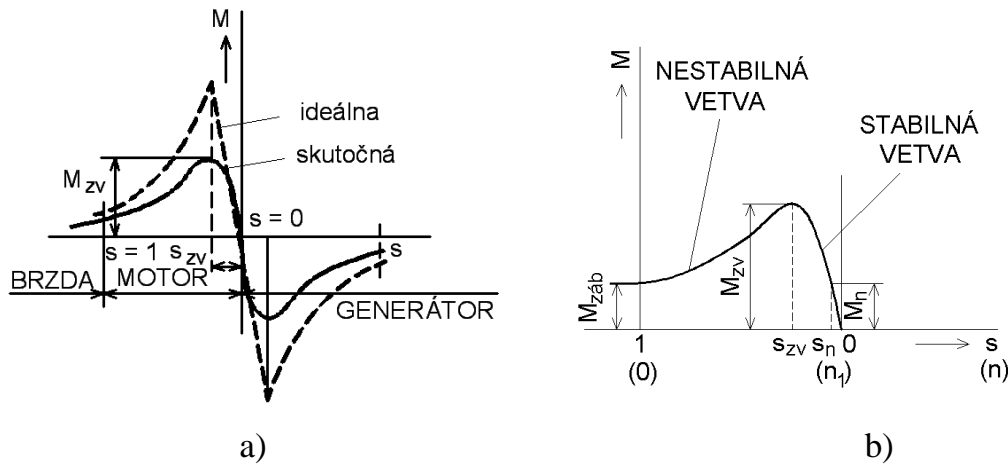 M
ideálna
skutočná
M zv
s = 0
s = 1 s zv
s
BRZDA MOTOR
GENERÁTOR
a)
M
NESTABILNÁ
VETVA
STABILNÁ
VETVA
M záb
M zv
M n
1 s zv s n 0 s
(0) (n 1) (n)
b)